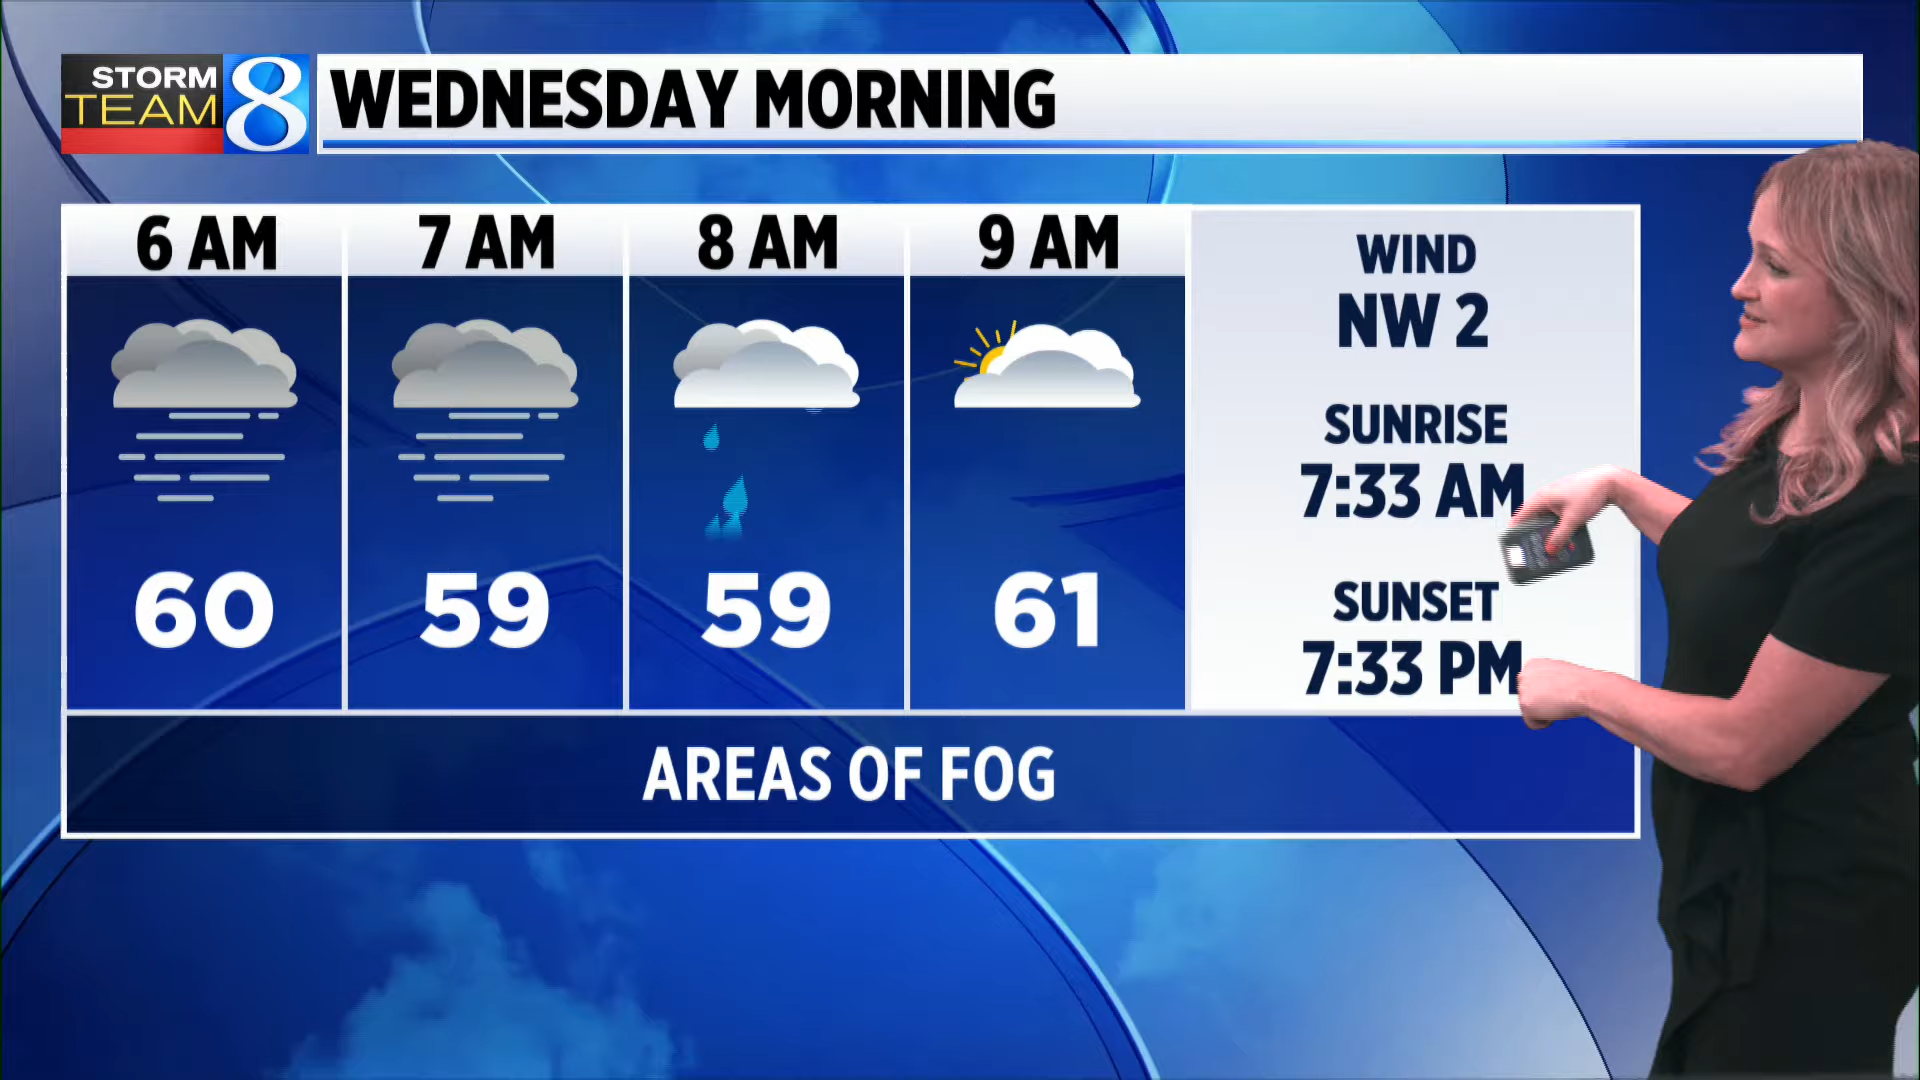 STORM
TEAM
8
WEDNESDAY MORNING
6 AM
7 AM
8 AM
9 AM
60
59
59
61
WIND
NW 2
SUNRISE
7:33 AM
SUNSET
7:33 PM
AREAS OF FOG